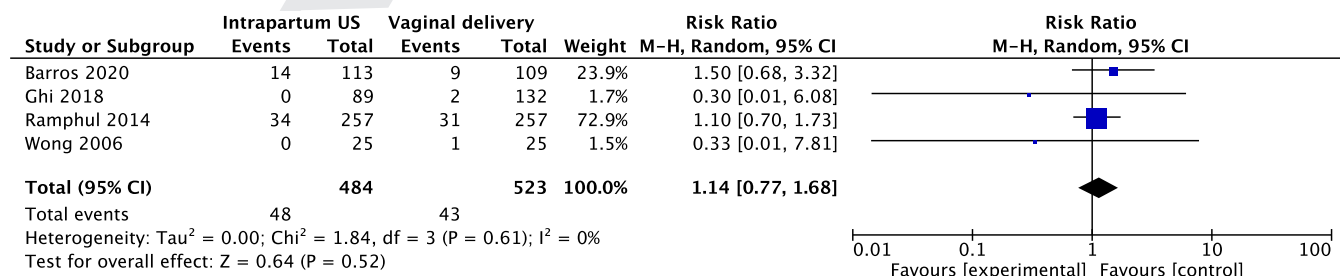 Intrapartum US Vaginal delivery Risk Ratio Risk Ratio
Study or Subgroup Events Total Events Total Weight M-H, Random, 95% CI M-H, Random, 95% CI
Barros 2020 14 113 9 109 23.9% 1.50 [0.68, 3.32]
Ghi 2018 0 89 2 132 1.7% 0.30 [0.01, 6.08]
Ramphul 2014 34 257 31 257 72.9% 1.10 [0.70, 1.73]
Wong 2006 0 25 1 25 1.5% 0.33 [0.01, 7.81]
Total (95% CI) 484 523 100.0% 1.14 [0.77, 1.68]
Total events 48 43
Heterogeneity: Tau² = 0.00; Chi² = 1.84, df = 3 (P = 0.61); I² = 0%
Test for overall effect: Z = 0.64 (P = 0.52)
0.01 0.1 1 10 100
Favours [experimental] Favours [control]